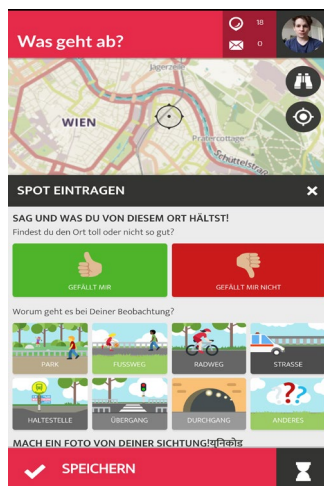 18
Was geht ab?
0
Jägerzeile
WIEN
Pratercottage
Schüttelstraße
SPOT EINTRAGEN
SAG UND WAS DU VON DIESEM ORT HÄLTST!
Findest du den Ort toll oder nicht so gut?
GEFÄLLT MIR
GEFÄLLT MIR NICHT
Worum geht es bei Deiner Beobachtung?
PARK
FUSSWEG
RADWEG
STRASSE
HALTESTELLE
ÜBERGANG
DURCHGANG
??
ANDERES
MACH EIN FOTO VON DEINER SICHTUNG!यूनिकोड
SPEICHERN